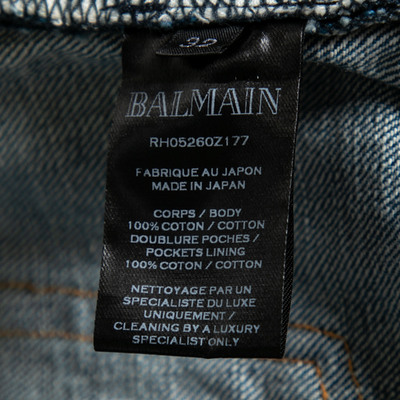 32
BALMAIN
RH05260Z177
FABRIQUE AU JAPON
MADE IN JAPAN
CORPS / BODY
100% COTON / COTTON
DOUBLURE POCHES /
POCKETS LINING
100% COTON / COTTON
NETTOYAGE PAR UN
SPECIALISTE DU LUXE
UNIQUEMENT /
CLEANING BY A LUXURY
SPECIALIST ONLY